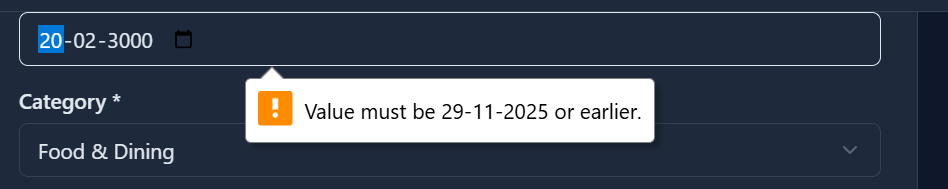 20-02-3000
Value must be 29-11-2025 or earlier.
Category *
Food & Dining